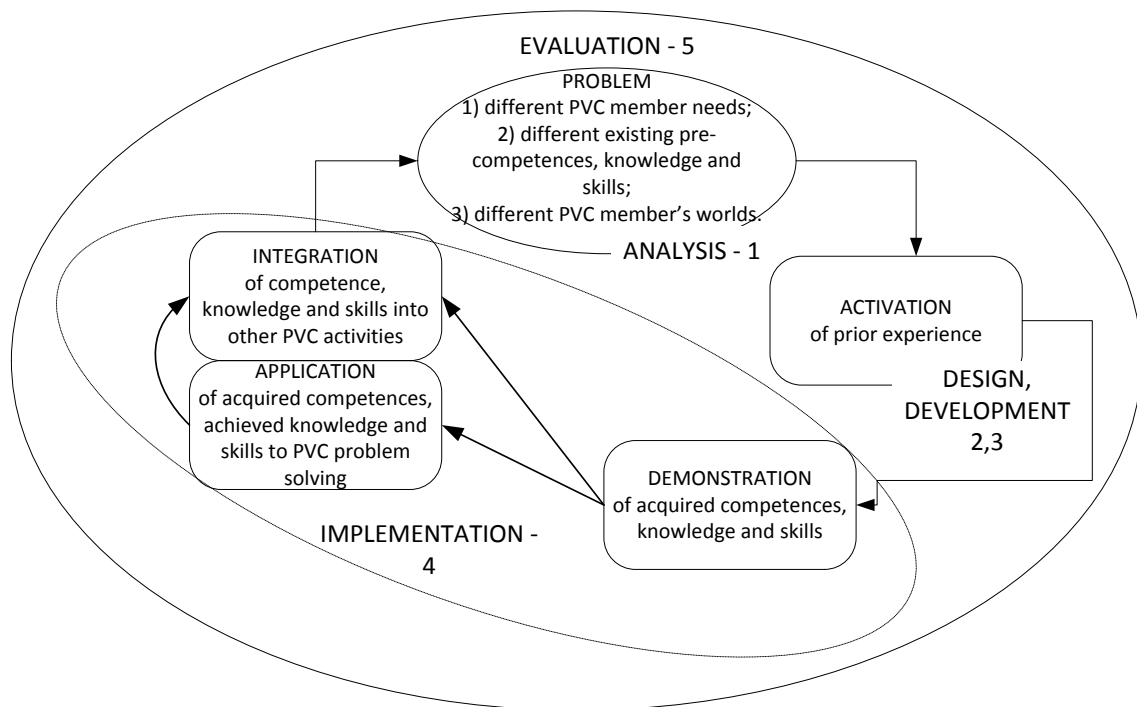 EVALUATION - 5
PROBLEM
1) different PVC member needs;
2) different existing pre-
competences, knowledge and
skills;
3) different PVC member’s worlds.
ANALYSIS - 1
INTEGRATION
of competence,
knowledge and skills into
other PVC activities
ACTIVATION
of prior experience
DESIGN,
DEVELOPMENT
2,3
APPLICATION
of acquired competences,
achieved knowledge and
skills to PVC problem
solving
DEMONSTRATION
of acquired competences,
knowledge and skills
IMPLEMENTATION -
4